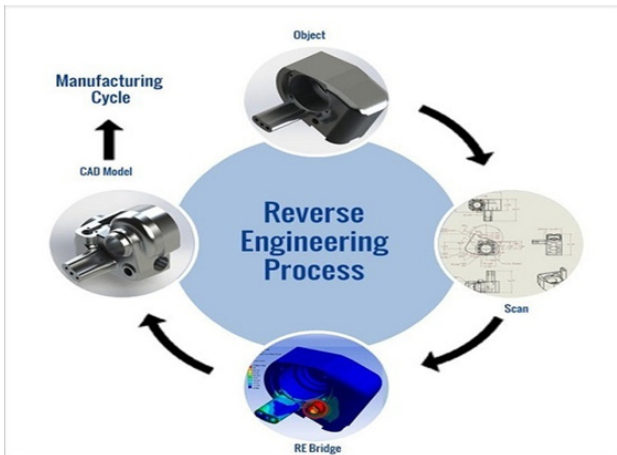 Object
Manufacturing
Cycle
CAD Model
Reverse
Engineering
Process
Scan
RE Bridge